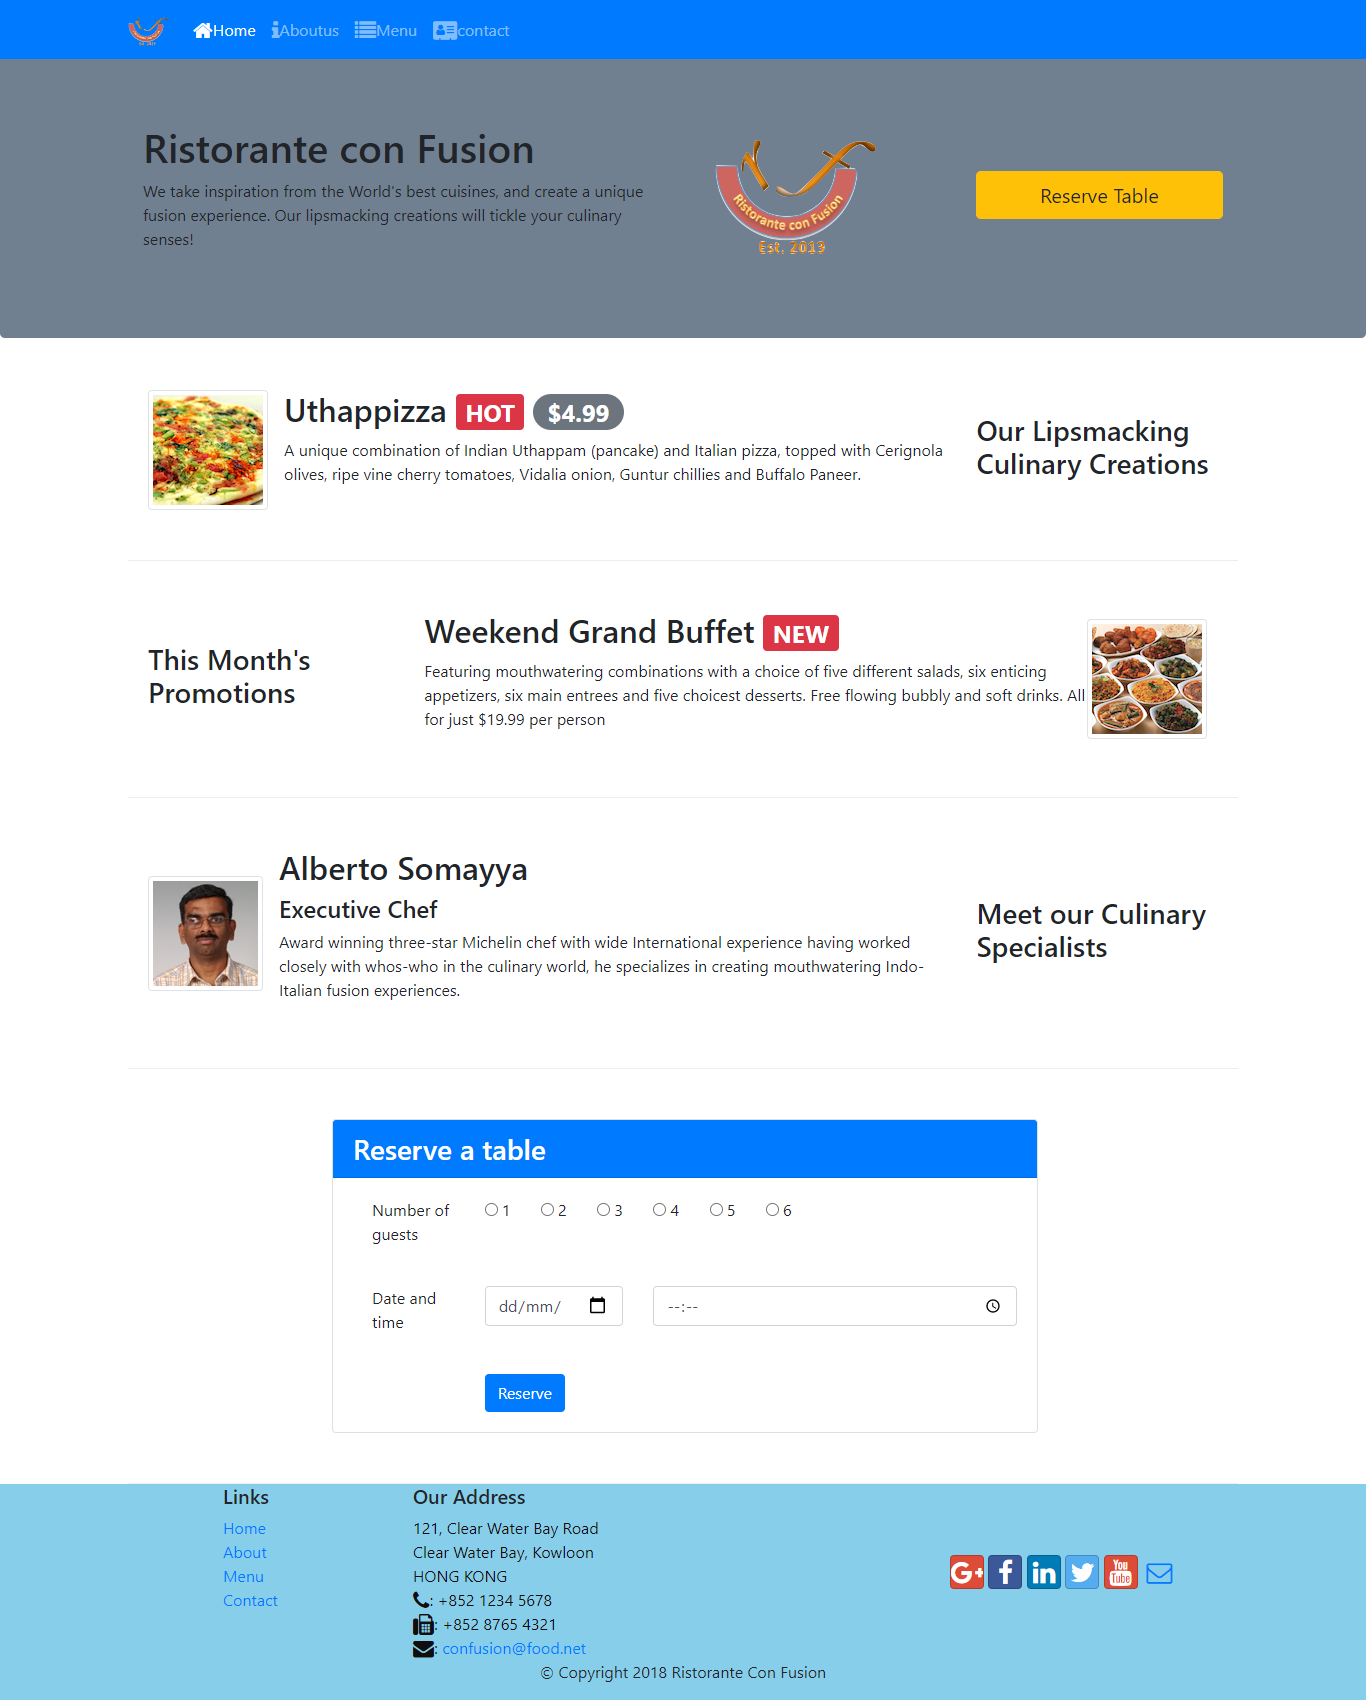 Home Aboutus Menu contact
Ristorante con Fusion
We take inspiration from the World's best cuisines, and create a unique
fusion experience. Our lipsmacking creations will tickle your culinary
senses!
Ristorante con Fusion
Est. 2013
Reserve Table
Uthappizza HOT $4.99
A unique combination of Indian Uthappam (pancake) and Italian pizza, topped with Cerignola
olives, ripe vine cherry tomatoes, Vidalia onion, Guntur chillies and Buffalo Paneer.
Our Lipsmacking
Culinary Creations
This Month's
Promotions
Weekend Grand Buffet NEW
Featuring mouthwatering combinations with a choice of five different salads, six enticing
appetizers, six main entrees and five choicest desserts. Free flowing bubbly and soft drinks. All
for just $19.99 per person
Alberto Somayya
Executive Chef
Award winning three-star Michelin chef with wide International experience having worked
closely with whos-who in the culinary world, he specializes in creating mouthwatering Indo-
Italian fusion experiences.
Meet our Culinary
Specialists
Reserve a table
Number of
guests
1 2 3 4 5 6
Date and
time
dd/mm/
--:--
Reserve
Links
Home
About
Menu
Contact
Our Address
121, Clear Water Bay Road
Clear Water Bay, Kowloon
HONG KONG
: +852 1234 5678
: +852 8765 4321
: confusion@food.net
G+ f in You Tube
© Copyright 2018 Ristorante Con Fusion